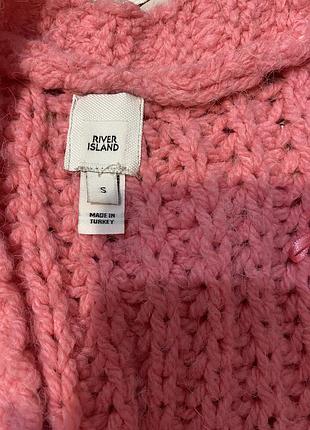 RIVER
ISLAND
S
MADE IN
TURKEY